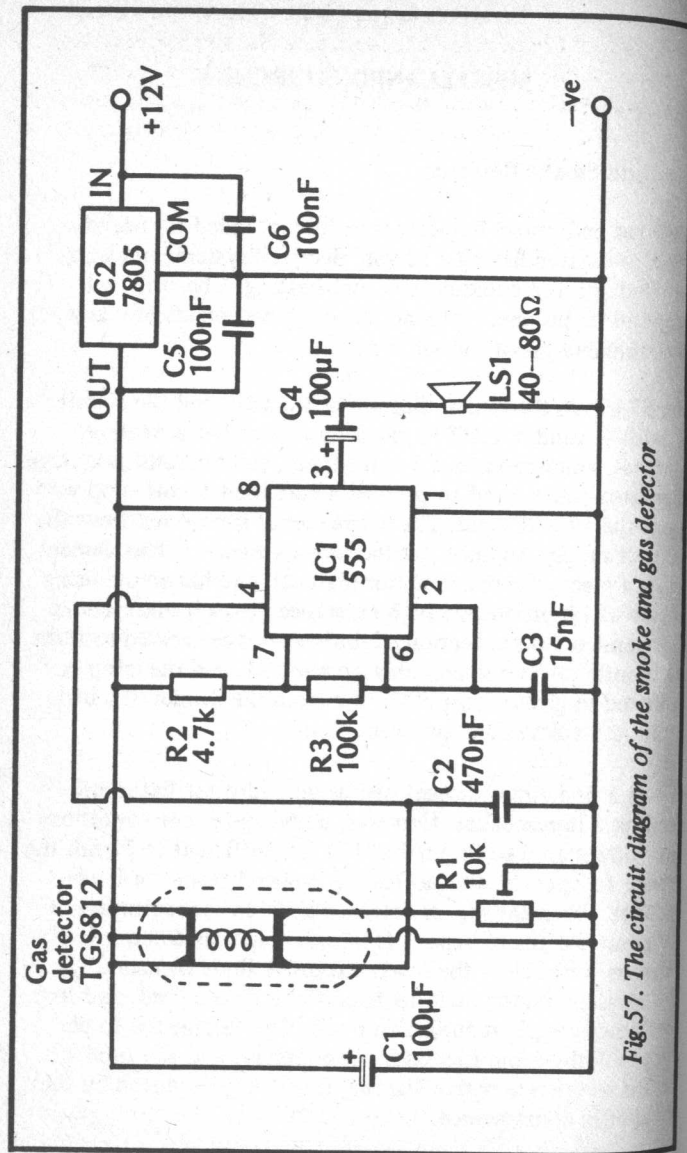 Gas
detector
TGS812
C1
100µF
+
R1
10k
C2
470nF
R2
4.7k
R3
100k
C3
15nF
7
6
4
2
IC1
555
8
1
3
+
C4
100µF
LS1
40—80Ω
OUT
IC2
7805
IN
COM
C5
100nF
C6
100nF
+12V
—ve
Fig.57. The circuit diagram of the smoke and gas detector